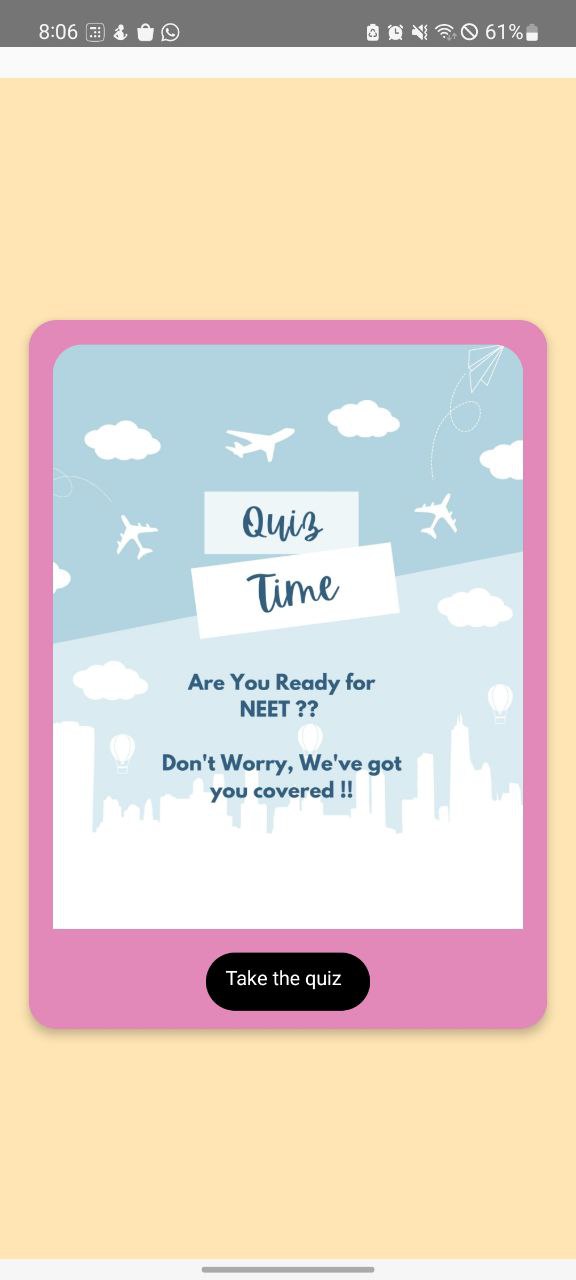 8:06
61%
Quiz
Time
Are You Ready for
NEET ??
Don't Worry, We've got
you covered !!
Take the quiz